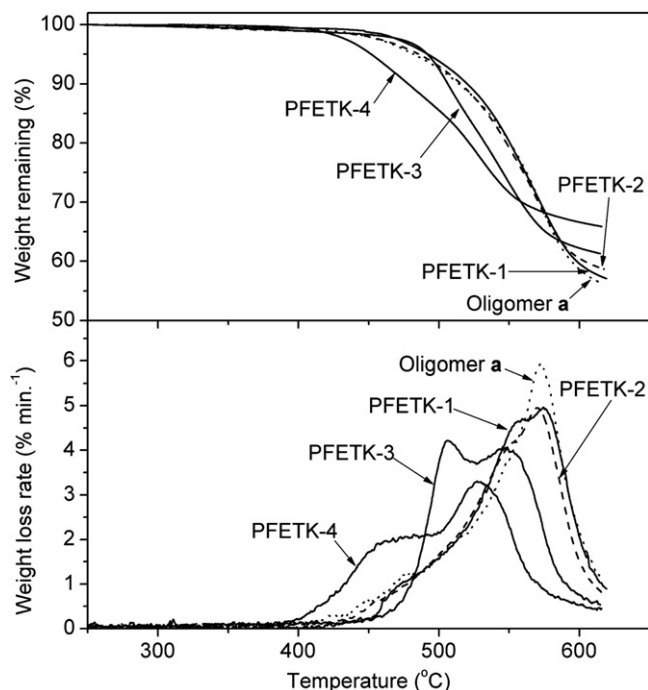 100
90
80
70
60
50
Weight remaining (%)
PFETK-4
PFETK-3
PFETK-2
PFETK-1
Oligomer a
6
5
4
3
2
1
0
Weight loss rate (% min.⁻¹)
Oligomer a
PFETK-1
PFETK-2
PFETK-3
PFETK-4
300 400 500 600
Temperature (°C)